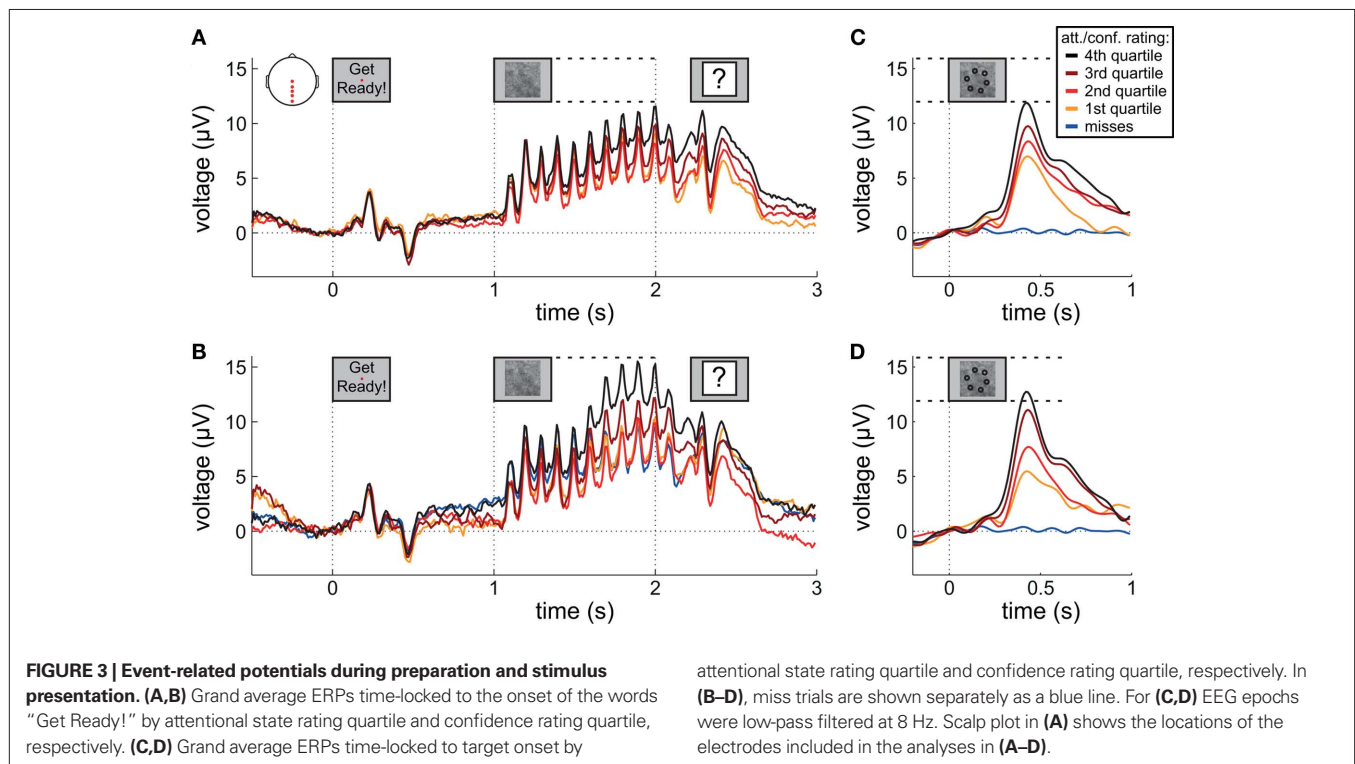 A
Get
Ready!
?
15
10
5
0
voltage (µV)
0
1
2
3
time (s)
C
att./conf. rating:
4th quartile
3rd quartile
2nd quartile
1st quartile
misses
15
10
5
0
voltage (µV)
0
0.5
1
time (s)
B
Get
Ready!
?
15
10
5
0
voltage (µV)
0
1
2
3
time (s)
D
15
10
5
0
voltage (µV)
0
0.5
1
time (s)
FIGURE 3 | Event-related potentials during preparation and stimulus
presentation. (A,B) Grand average ERPs time-locked to the onset of the words
"Get Ready!" by attentional state rating quartile and confidence rating quartile,
respectively. (C,D) Grand average ERPs time-locked to target onset by
attentional state rating quartile and confidence rating quartile, respectively. In
(B–D), miss trials are shown separately as a blue line. For (C,D) EEG epochs
were low-pass filtered at 8 Hz. Scalp plot in (A) shows the locations of the
electrodes included in the analyses in (A–D).